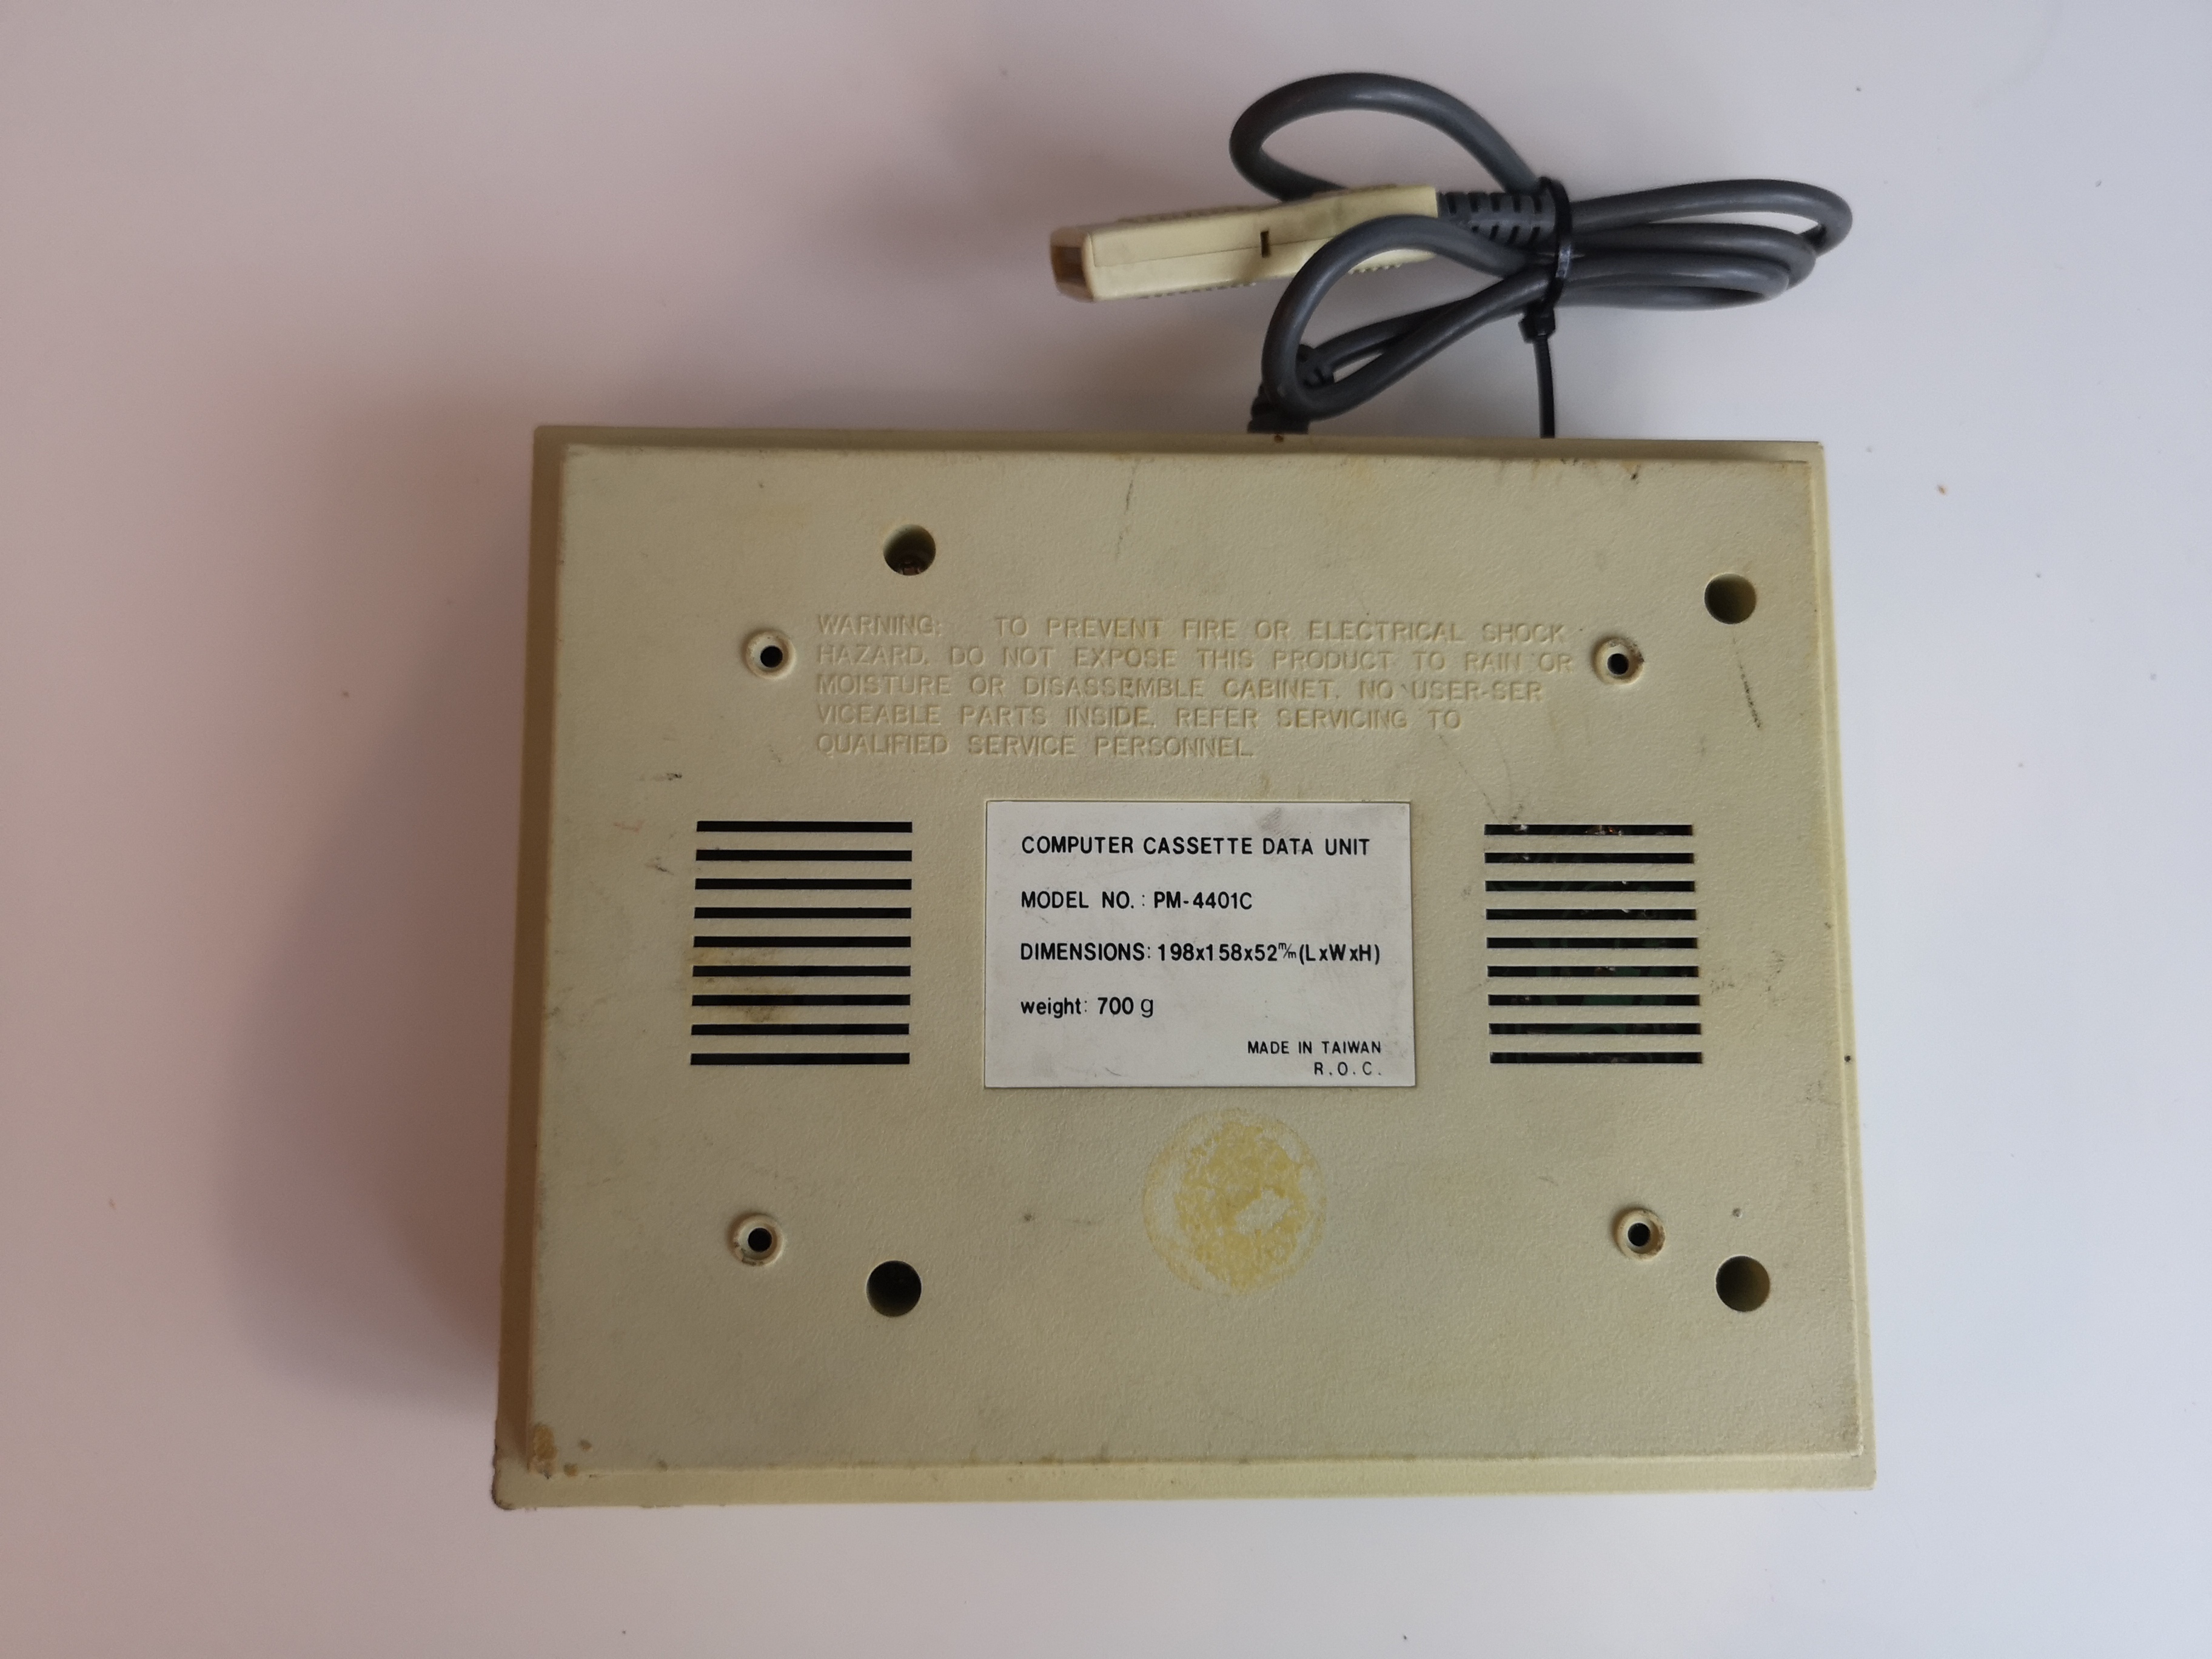 WARNING: TO PREVENT FIRE OR ELECTRICAL SHOCK
HAZARD, DO NOT EXPOSE THIS PRODUCT TO RAIN OR
MOISTURE OR DISASSEMBLE CABINET. NO USER-SER
VICEABLE PARTS INSIDE. REFER SERVICING TO
QUALIFIED SERVICE PERSONNEL.
COMPUTER CASSETTE DATA UNIT
MODEL NO.: PM-4401C
DIMENSIONS: 198x158x52m/m(LxWxH)
weight: 700 g
MADE IN TAIWAN
R.O.C.